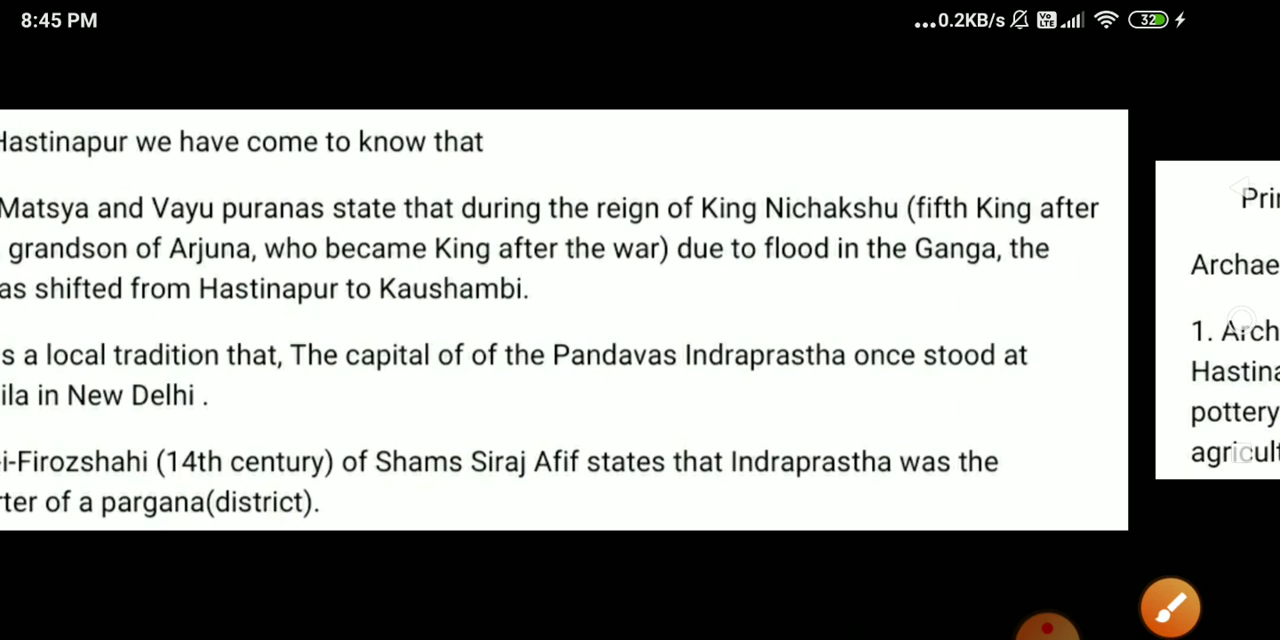 8:45 PM
...0.2KB/s
Vo LTE
32
Hastinapur we have come to know that
Matsya and Vayu puranas state that during the reign of King Nichakshu (fifth King after
grandson of Arjuna, who became King after the war) due to flood in the Ganga, the
as shifted from Hastinapur to Kaushambi.
s a local tradition that, The capital of of the Pandavas Indraprastha once stood at
ila in New Delhi .
-i-Firozshahi (14th century) of Shams Siraj Afif states that Indraprastha was the
ter of a pargana(district).
Pri
Archae
1. Arch
Hastina
pottery
agricult